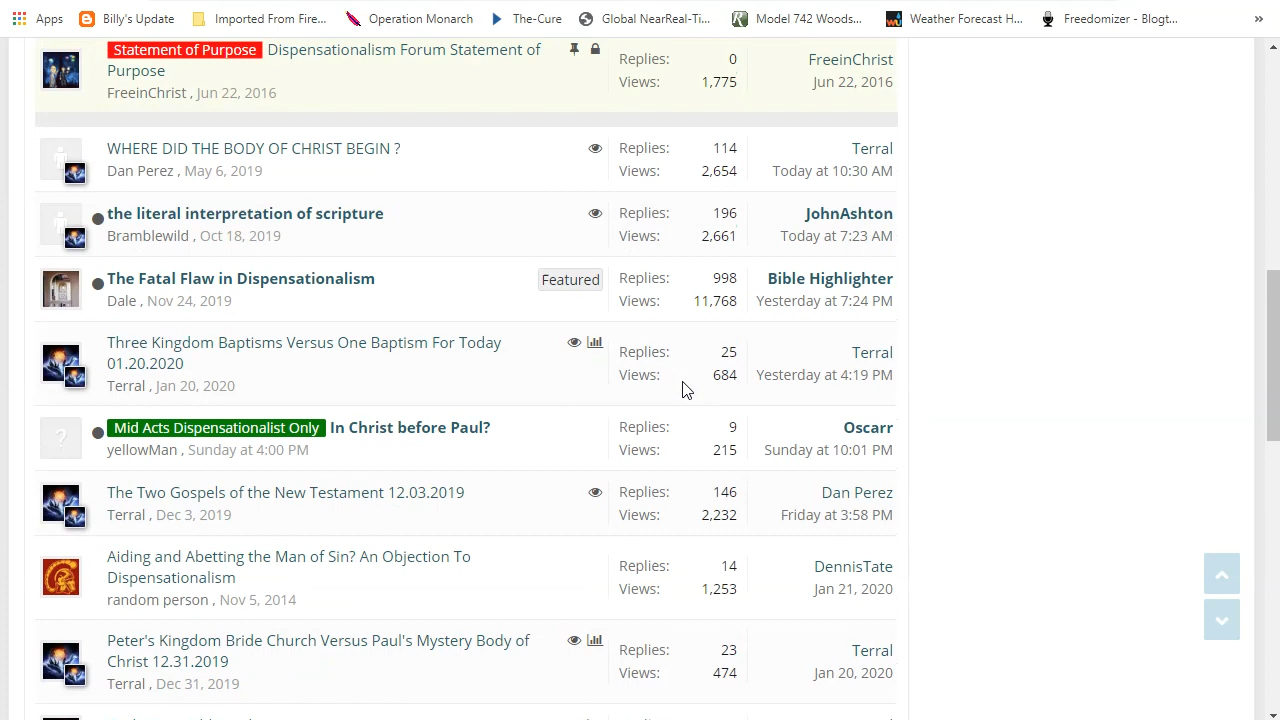 Apps Billy's Update Imported From Fire... Operation Monarch The-Cure Global NearReal-Ti... Model 742 Woods... Weather Forecast H... Freedomizer - Blogt... »
Statement of Purpose Dispensationalism Forum Statement of Purpose
FreeinChrist , Jun 22, 2016
Replies: 0
Views: 1,775
FreeinChrist
Jun 22, 2016
WHERE DID THE BODY OF CHRIST BEGIN ?
Dan Perez , May 6, 2019
Replies: 114
Views: 2,654
Terral
Today at 10:30 AM
the literal interpretation of scripture
Bramblewild , Oct 18, 2019
Replies: 196
Views: 2,661
JohnAshton
Today at 7:23 AM
The Fatal Flaw in Dispensationalism
Dale , Nov 24, 2019
Featured
Replies: 998
Views: 11,768
Bible Highlighter
Yesterday at 7:24 PM
Three Kingdom Baptisms Versus One Baptism For Today
01.20.2020
Terral , Jan 20, 2020
Replies: 25
Views: 684
Terral
Yesterday at 4:19 PM
Mid Acts Dispensationalist Only In Christ before Paul?
yellowMan , Sunday at 4:00 PM
Replies: 9
Views: 215
Oscarr
Sunday at 10:01 PM
The Two Gospels of the New Testament 12.03.2019
Terral , Dec 3, 2019
Replies: 146
Views: 2,232
Dan Perez
Friday at 3:58 PM
Aiding and Abetting the Man of Sin? An Objection To
Dispensationalism
random person , Nov 5, 2014
Replies: 14
Views: 1,253
DennisTate
Jan 21, 2020
Peter's Kingdom Bride Church Versus Paul's Mystery Body of
Christ 12.31.2019
Terral , Dec 31, 2019
Replies: 23
Views: 474
Terral
Jan 20, 2020